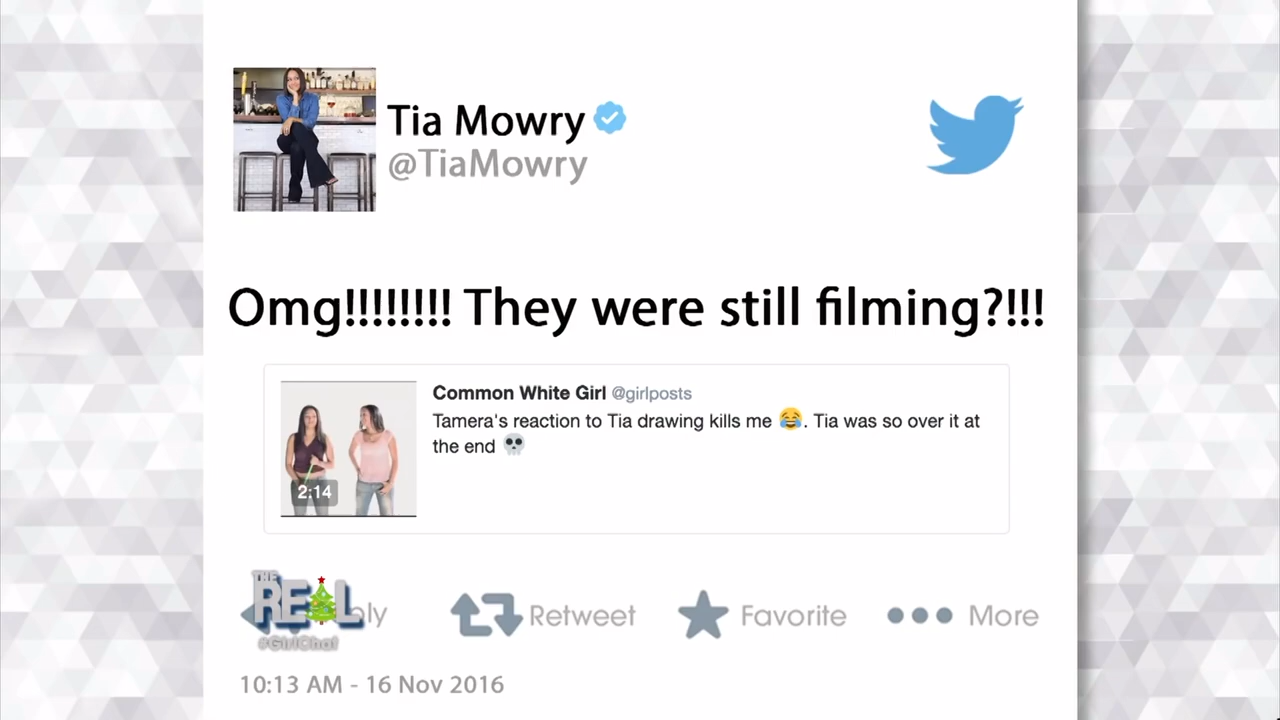 Tia Mowry
@TiaMowry
Omg!!!!!!!! They were still filming?!!!
Common White Girl @girlposts
Tamera's reaction to Tia drawing kills me 😂. Tia was so over it at
the end 💀
2:14
THE
REAL
#GirlChat
ly
Retweet
Favorite
More
10:13 AM - 16 Nov 2016